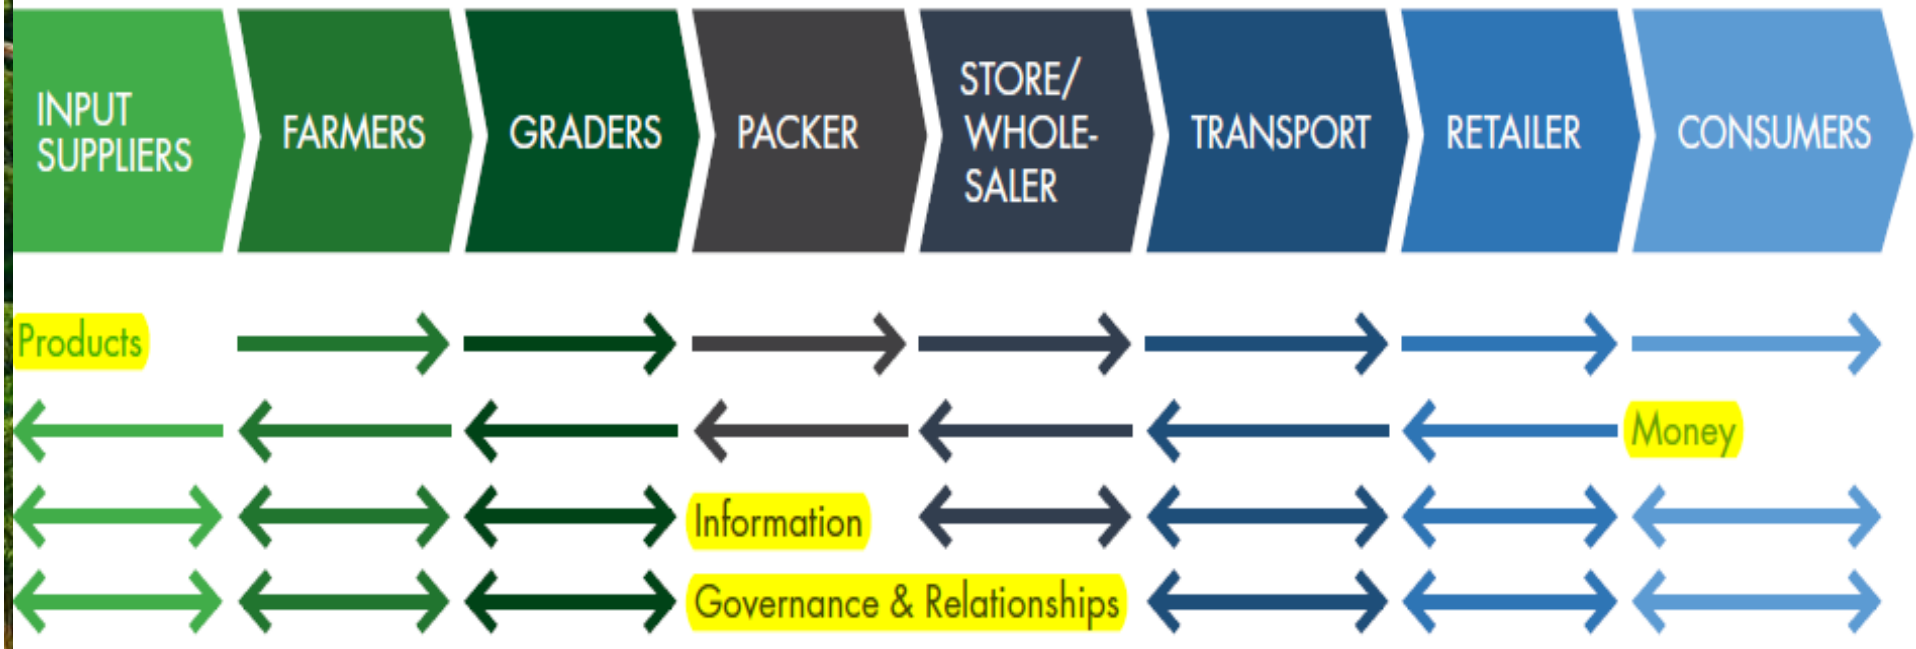 INPUT
SUPPLIERS
FARMERS
GRADERS
PACKER
STORE/
WHOLE-
SALER
TRANSPORT
RETAILER
CONSUMERS
Products
Money
Information
Governance & Relationships